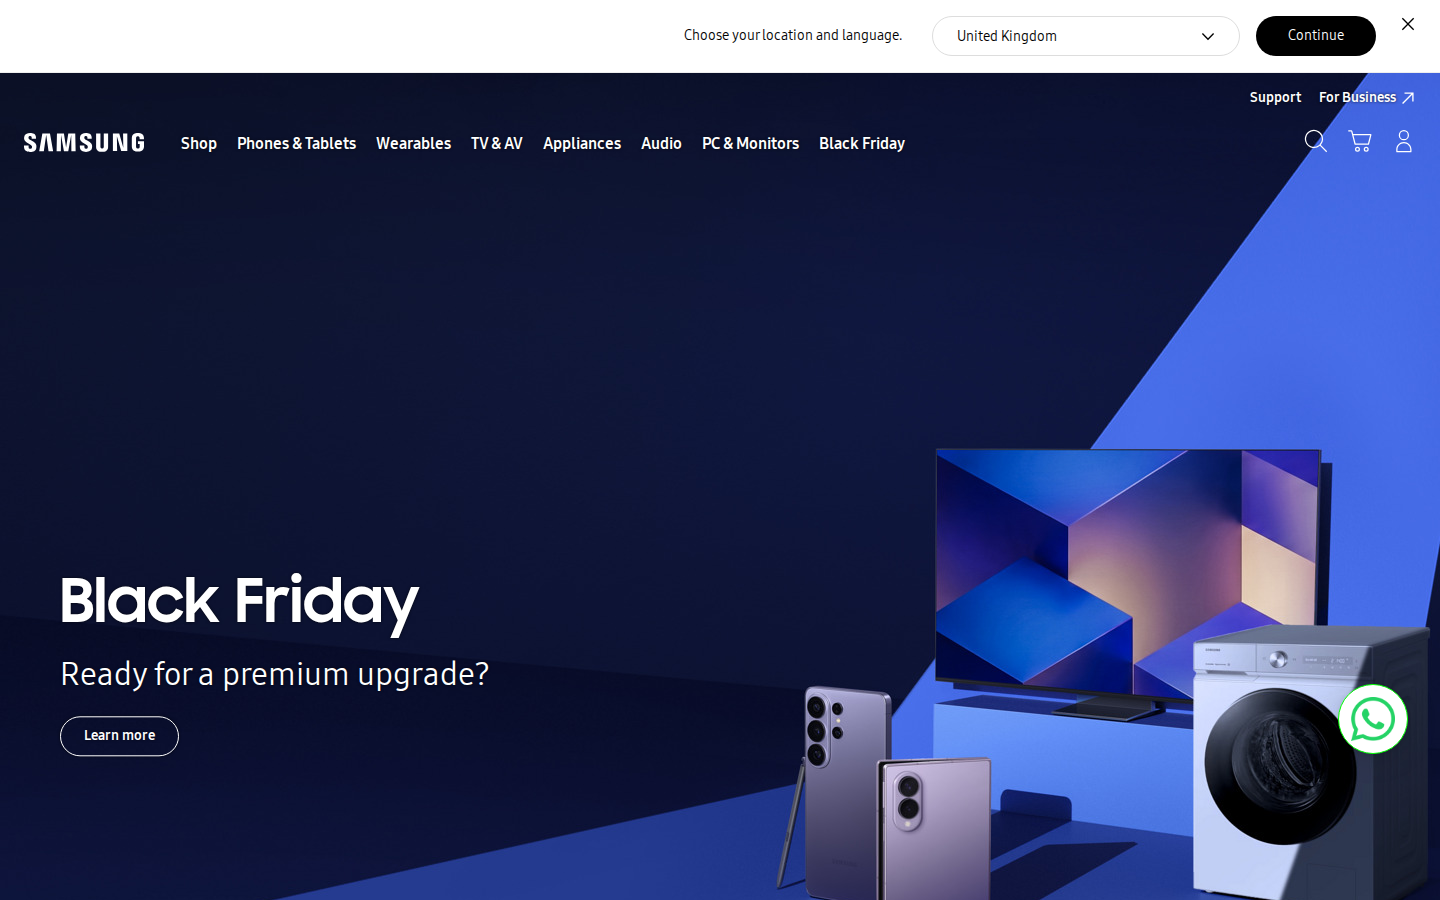 Choose your location and language.
United Kingdom
Continue
Support
For Business
SAMSUNG
Shop
Phones & Tablets
Wearables
TV & AV
Appliances
Audio
PC & Monitors
Black Friday
Black Friday
Ready for a premium upgrade?
Learn more